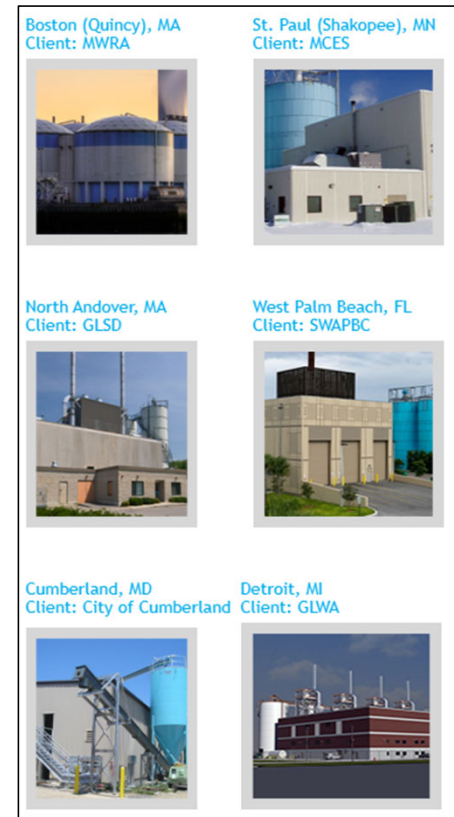 Boston (Quincy), MA
Client: MWRA
St. Paul (Shakopee), MN
Client: MCES
North Andover, MA
Client: GLSD
West Palm Beach, FL
Client: SWAPBC
Cumberland, MD
Client: City of Cumberland
Detroit, MI
Client: GLWA